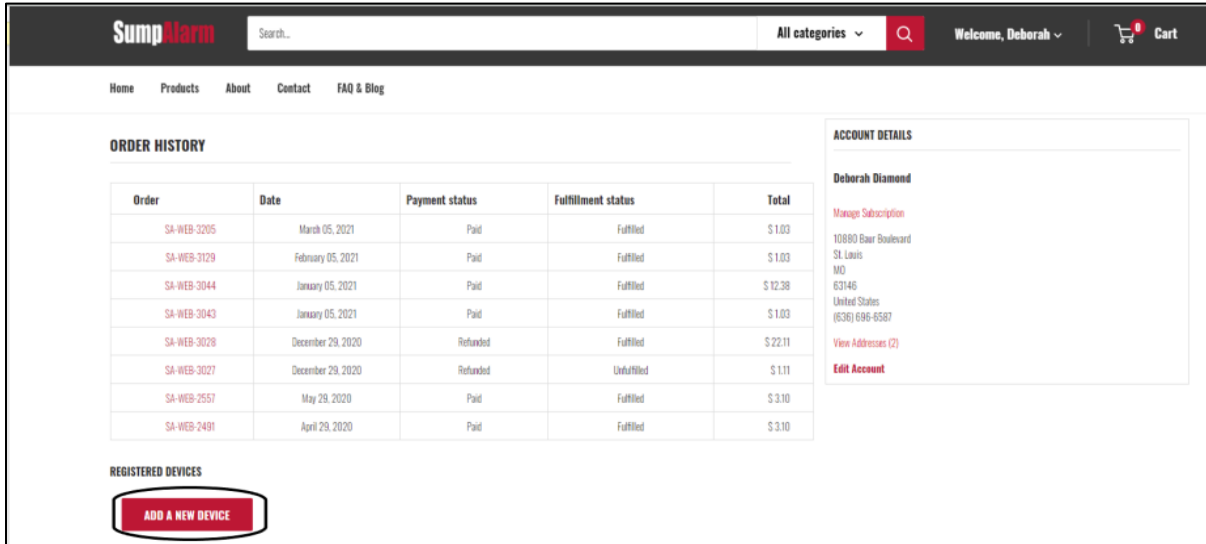 SumpAlarm Search... All categories Welcome, Deborah 0 Cart
Home Products About Contact FAQ & Blog
ORDER HISTORY
Order Date Payment status Fulfillment status Total
SA-WEB-3205 March 05, 2021 Paid Fulfilled $ 1.03
SA-WEB-3129 February 05, 2021 Paid Fulfilled $ 1.03
SA-WEB-3044 January 05, 2021 Paid Fulfilled $ 12.38
SA-WEB-3043 January 05, 2021 Paid Fulfilled $ 1.03
SA-WEB-3028 December 29, 2020 Refunded Fulfilled $ 22.11
SA-WEB-3027 December 29, 2020 Refunded Unfulfilled $ 1.11
SA-WEB-2557 May 29, 2020 Paid Fulfilled $ 3.10
SA-WEB-2491 April 29, 2020 Paid Fulfilled $ 3.10
REGISTERED DEVICES
ADD A NEW DEVICE
ACCOUNT DETAILS
Deborah Diamond
Manage Subscription
10880 Baur Boulevard
St. Louis
MO
63146
United States
(636) 696-6587
View Addresses (2)
Edit Account